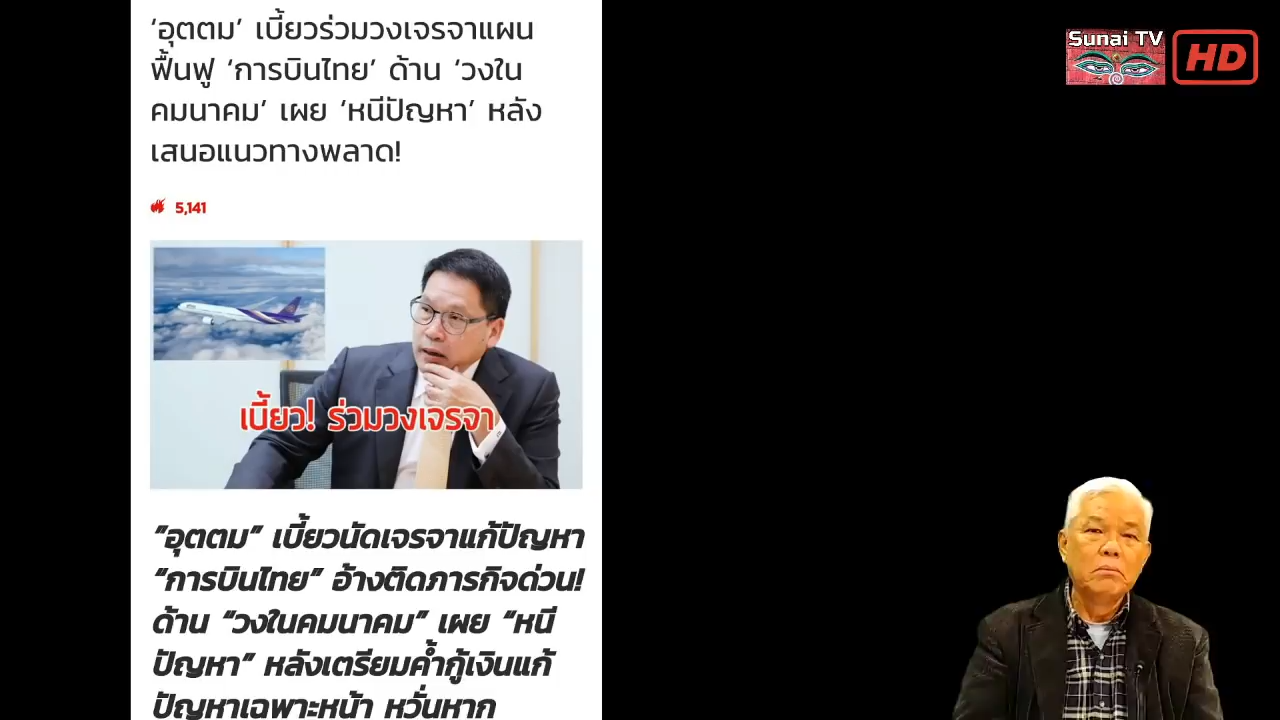 ‘อุตตม’ เบี้ยวร่วมวงเจรจาแผน
ฟื้นฟู ‘การบินไทย’ ด้าน ‘วงใน
คมนาคม’ เผย ‘หนีปัญหา’ หลัง
เสนอแนวทางพลาด!
5,141
เบี้ยว! ร่วมวงเจรจา
”อุตตม” เบี้ยวนัดเจรจาแก้ปัญหา
“การบินไทย” อ้างติดภารกิจด่วน!
ด้าน “วงในคมนาคม” เผย “หนี
ปัญหา” หลังเตรียมค้ำกู้เงินแก้
ปัญหาเฉพาะหน้า หวั่นหาก
Sunai TV
HD